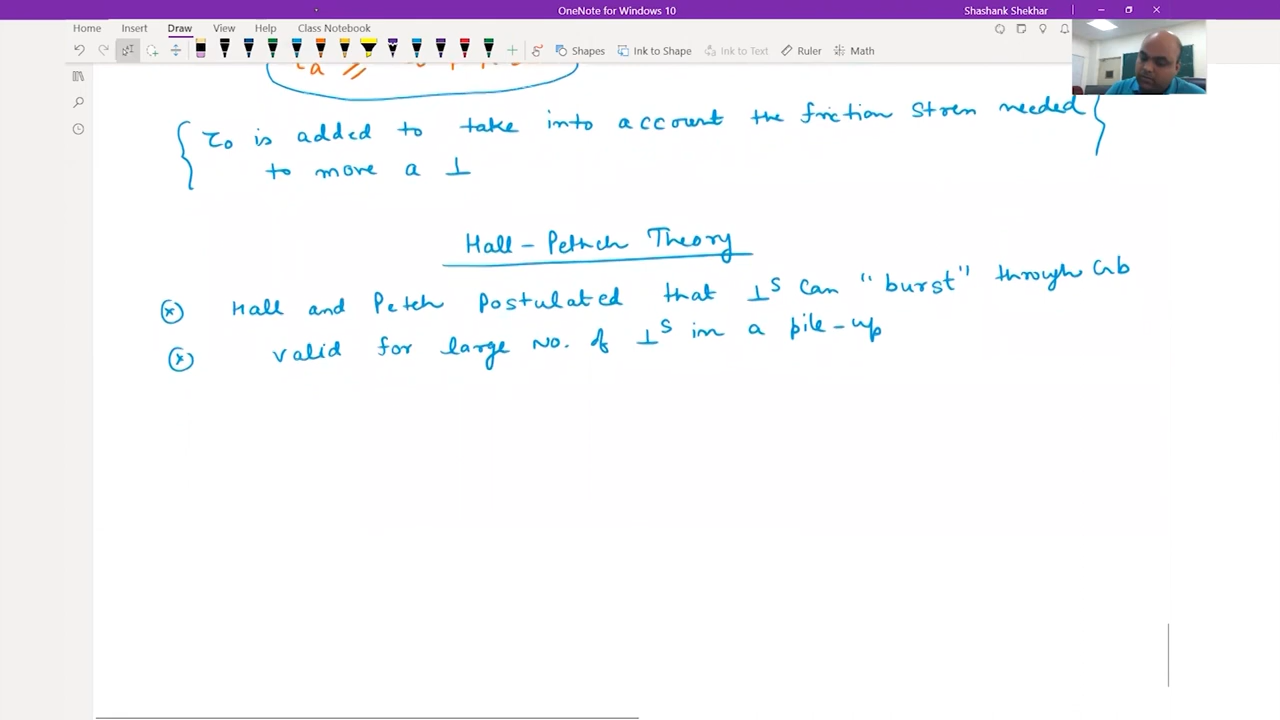 OneNote for Windows 10
Shashank Shekhar
Home Insert Draw View Help Class Notebook
Shapes Ink to Shape Ink to Text Ruler Math
{ τ₀ is added to take into account the friction stress needed }
to move a ⊥
Hall-Petch Theory
⊛ Hall and Petch Postulated that ⊥s can "burst" through Gb
⊛ valid for large No. of ⊥s in a pile-up